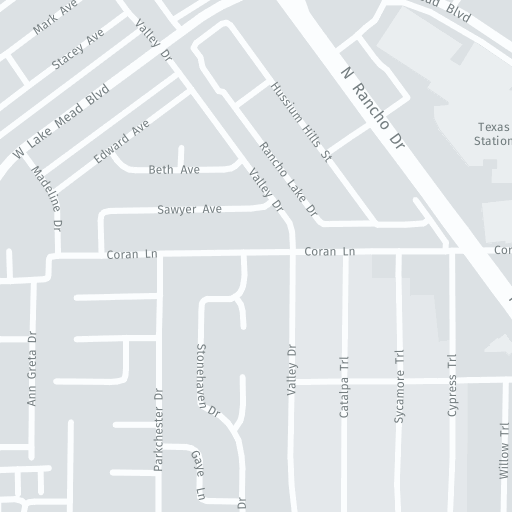 Mark Ave
Stacey Ave
Valley Dr
ead Blvd
N Rancho Dr
Texas
Station
W Lake Mead Blvd
Edward Ave
Hussium Hills St
Beth Ave
Rancho Lake Dr
Madeline Dr
Valley Dr
Sawyer Ave
Coran Ln
Coran Ln
Cor
Ann Greta Dr
Stonehaven Dr
Valley Dr
Catalpa Trl
Sycamore Trl
Cypress Trl
Parkchester Dr
Gaye Ln
Willow Trl
Dr